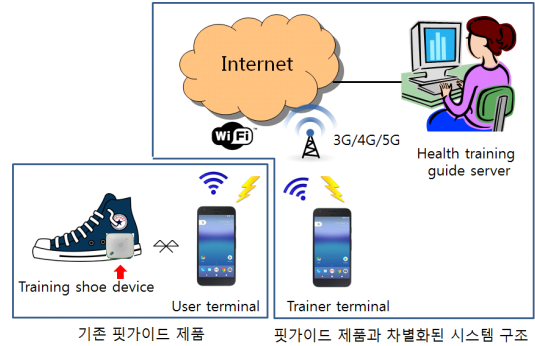 Internet
WiFi
3G/4G/5G
Health training
guide server
Training shoe device
User terminal
Trainer terminal
기존 핏가이드 제품
핏가이드 제품과 차별화된 시스템 구조